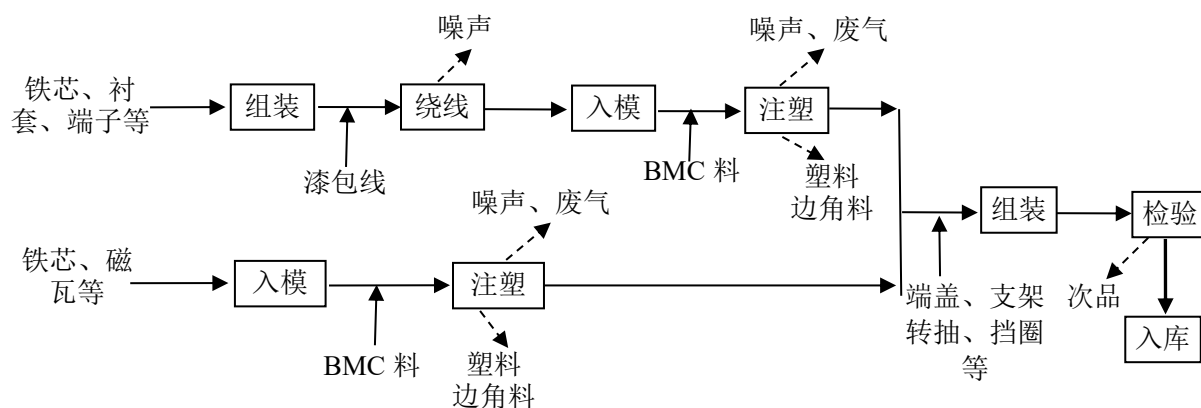 噪声
噪声、废气
铁芯、衬
套、端子等
组装
绕线
入模
注塑
漆包线
BMC 料
塑料
边角料
噪声、废气
组装
检验
铁芯、磁
瓦等
入模
注塑
端盖、支架
转抽、挡圈
等
次品
入库
BMC 料
塑料
边角料